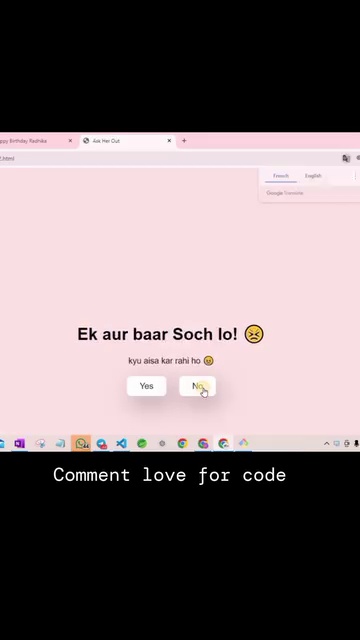 ppy Birthday Radhika
Ask Her Out
2.html
French English
Google Translate
Ek aur baar Soch lo! 😣
kyu aisa kar rahi ho 😖
Yes No
Comment love for code